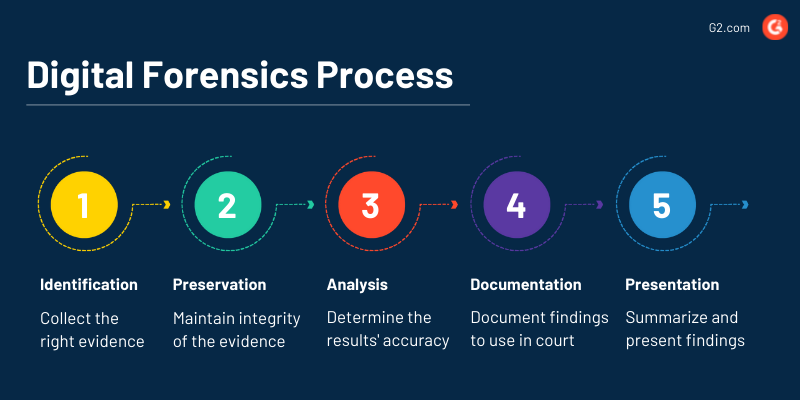 G2.com
Digital Forensics Process
1
2
3
4
5
Identification
Collect the
right evidence
Preservation
Maintain integrity
of the evidence
Analysis
Determine the
results' accuracy
Documentation
Document findings
to use in court
Presentation
Summarize and
present findings